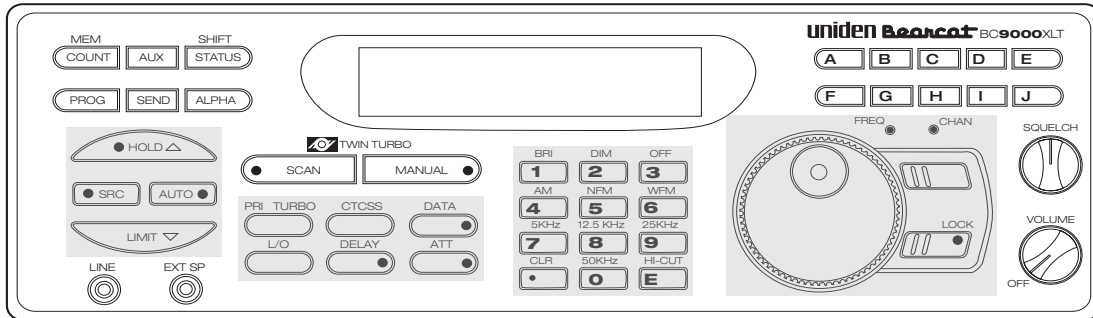 MEM SHIFT
COUNT AUX STATUS
PROG SEND ALPHA
HOLD
SRC AUTO
LIMIT
LINE EXT SP
TWIN TURBO
SCAN MANUAL
PRI TURBO CTCSS DATA
L/O DELAY ATT
BRI DIM OFF
1 2 3
AM NFM WFM
4 5 6
5KHz 12.5 KHz 25KHz
7 8 9
CLR 50KHz HI-CUT
. 0 E
uniden Bearcat BC9000XLT
A B C D E
F G H I J
FREQ CHAN
LOCK
SQUELCH
VOLUME
OFF